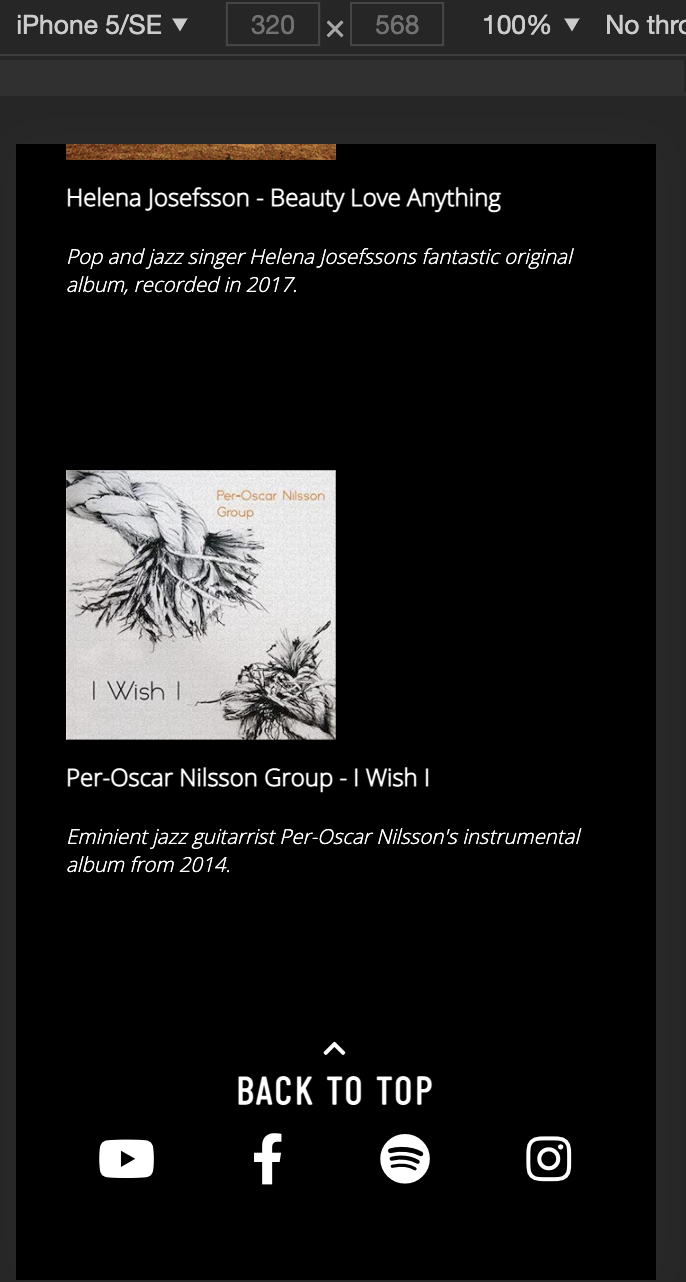 iPhone 5/SE ▼ 320 × 568 100% ▼ No thro
Helena Josefsson - Beauty Love Anything
Pop and jazz singer Helena Josefssons fantastic original
album, recorded in 2017.
Per-Oscar Nilsson
Group
I Wish I
Per-Oscar Nilsson Group - I Wish I
Eminient jazz guitarrist Per-Oscar Nilsson's instrumental
album from 2014.
BACK TO TOP